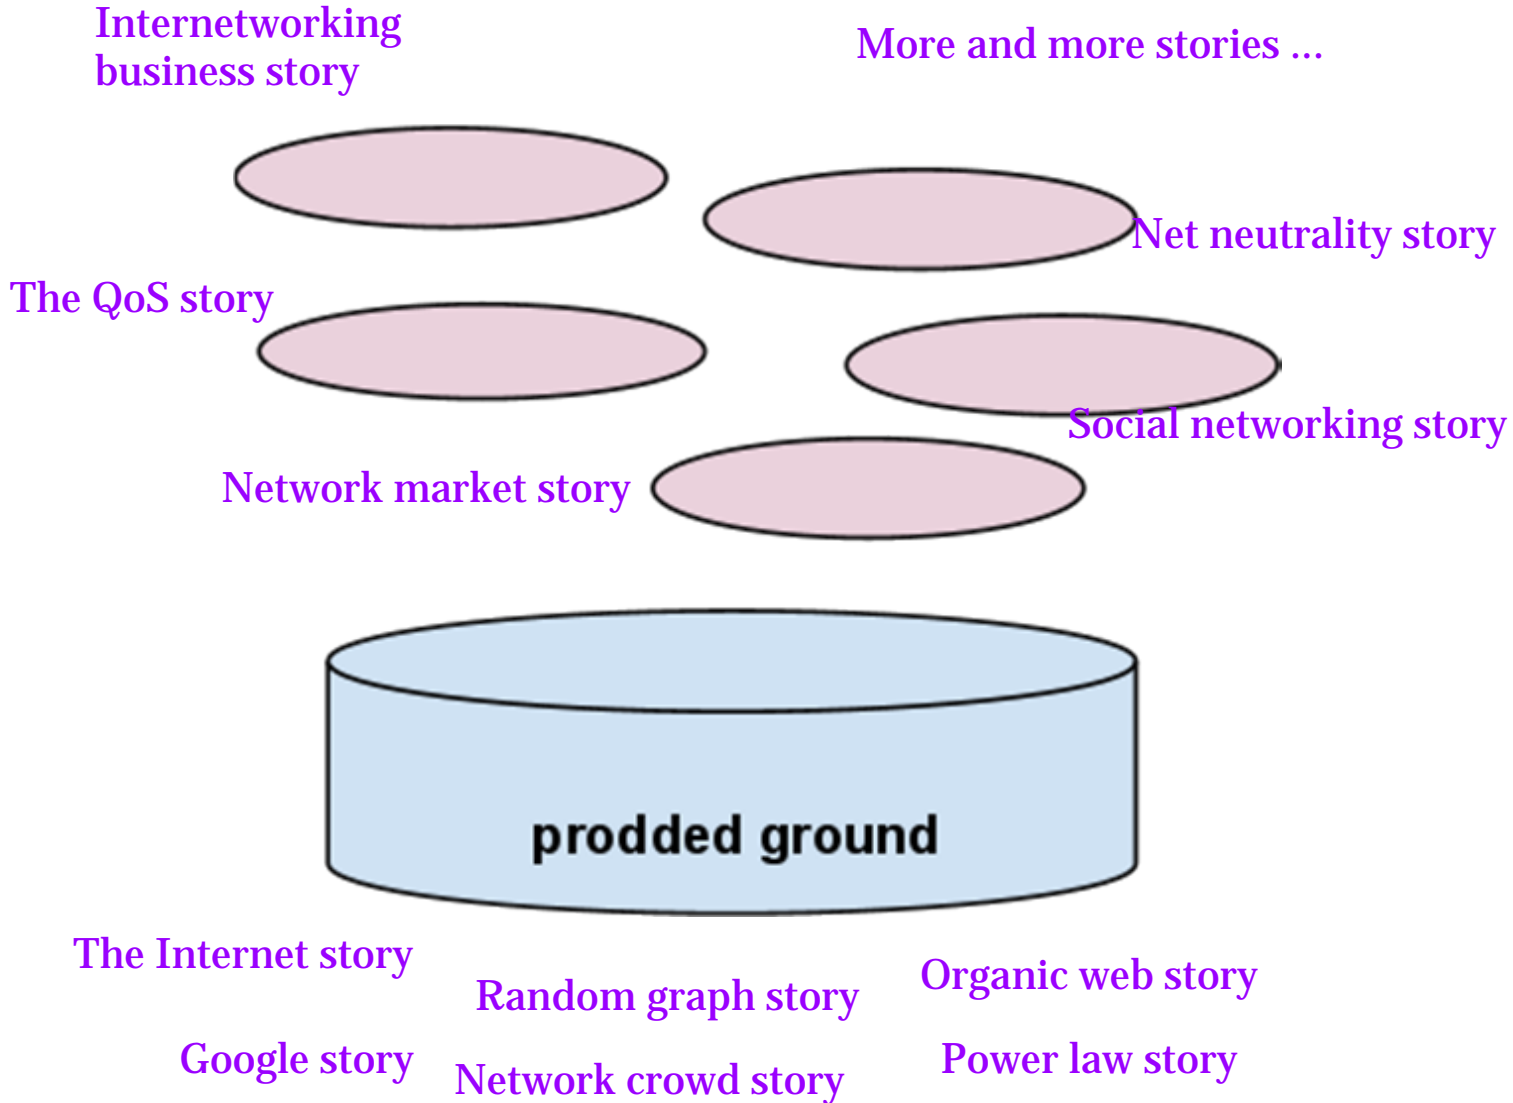 Internetworking
business story
More and more stories ...
Net neutrality story
The QoS story
Social networking story
Network market story
prodded ground
The Internet story
Random graph story
Organic web story
Google story
Network crowd story
Power law story